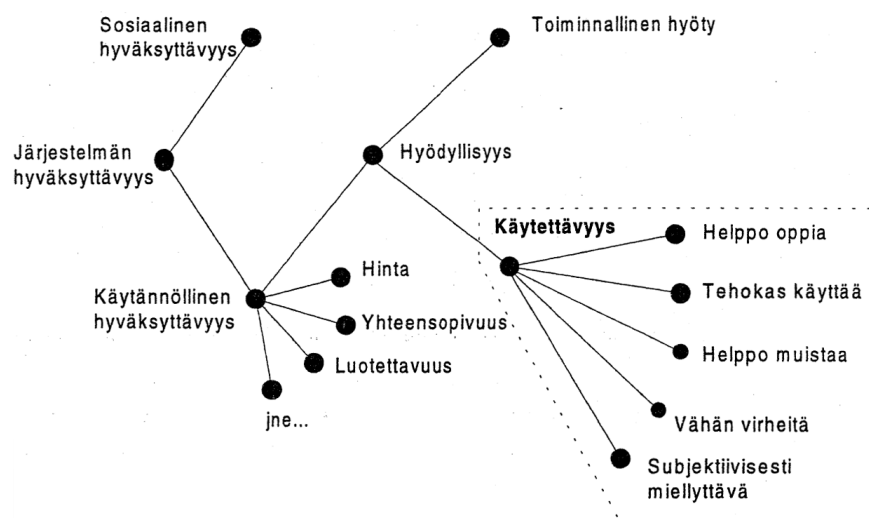 Sosiaalinen
hyväksyttävyys
Toiminnallinen hyöty
Järjestelmän
hyväksyttävyys
Hyödyllisyys
Käytettävyys
Helppo oppia
Hinta
Tehokas käyttää
Käytännöllinen
hyväksyttävyys
Yhteensopivuus
Helppo muistaa
Luotettavuus
jne...
Vähän virheitä
Subjektiivisesti
miellyttävä